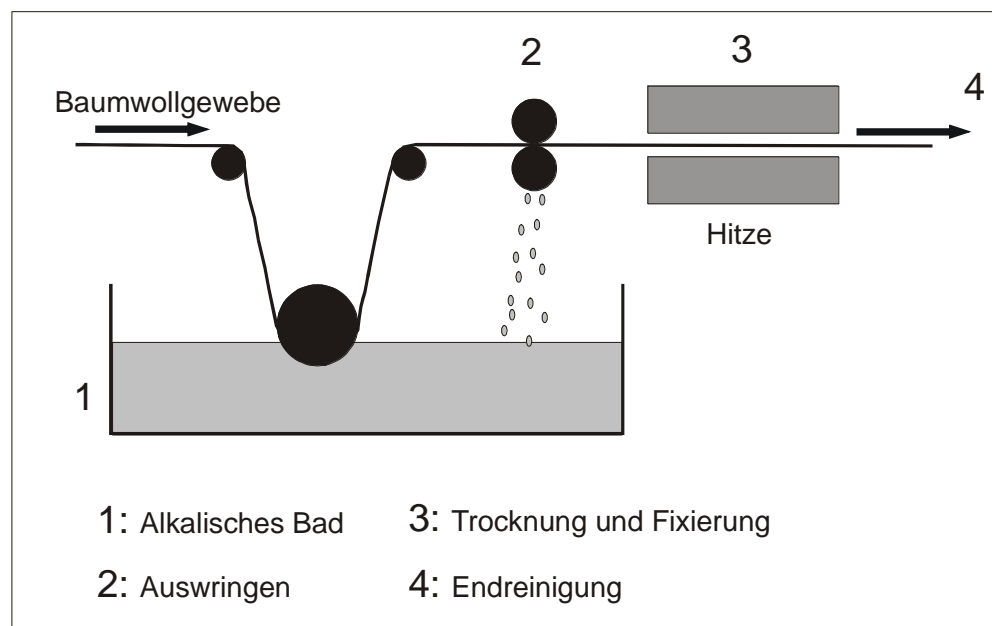 2
3
4
Baumwollgewebe
Hitze
1
1: Alkalisches Bad
3: Trocknung und Fixierung
2: Auswringen
4: Endreinigung